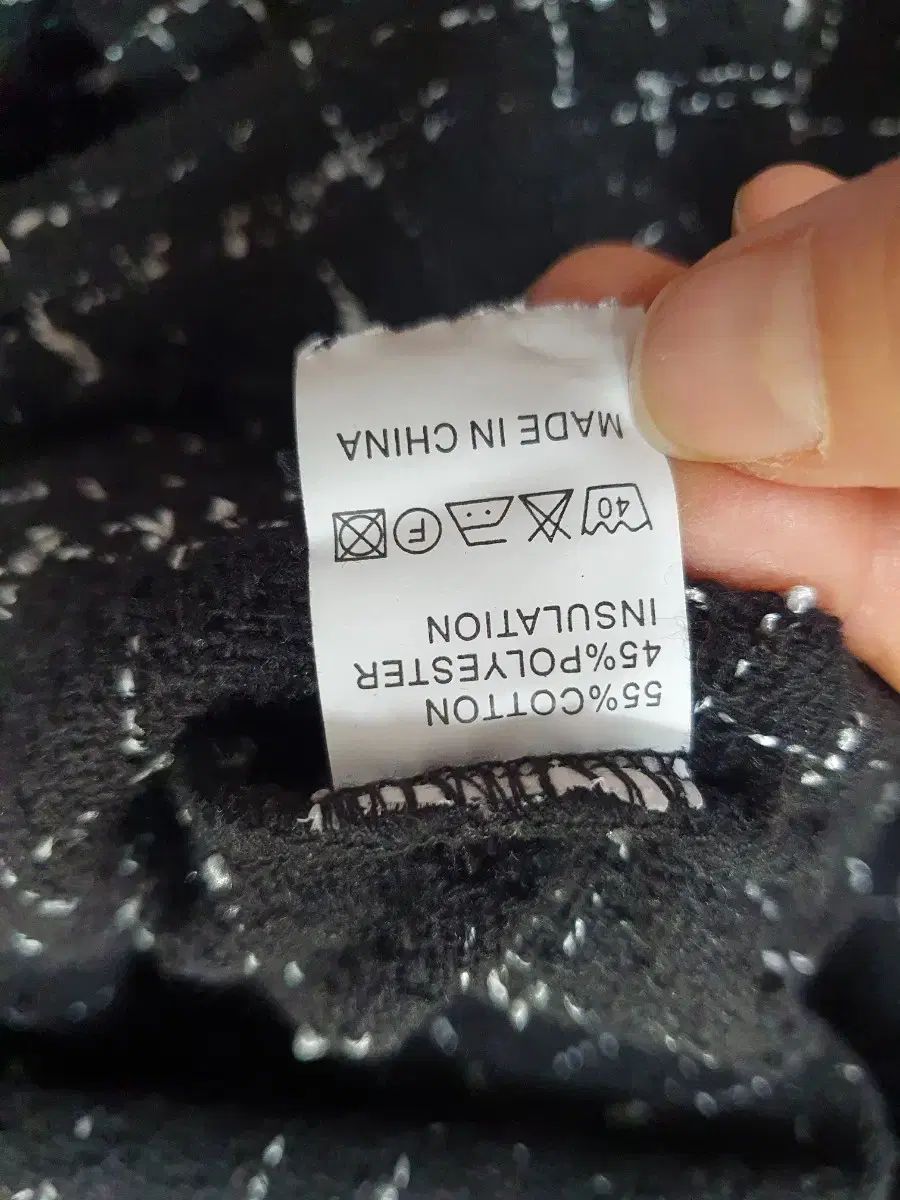 55%COTTON
45%POLYESTER
INSULATION
40 F
MADE IN CHINA